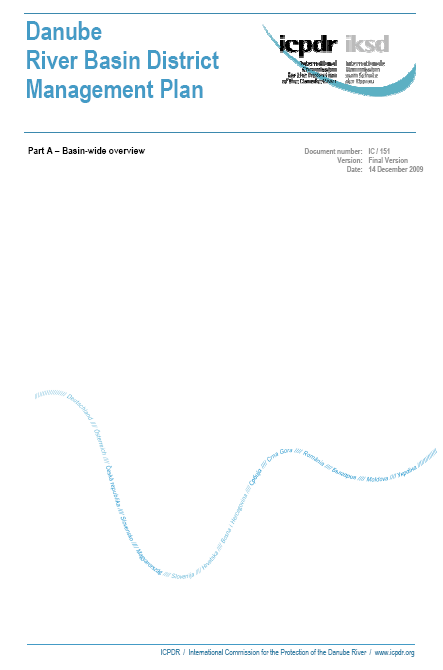 Danube
River Basin District
Management Plan
icpdr iksd
International Internationale
Commission Kommission
for the Protection zum Schutz
of the Danube River der Donau
Part A – Basin-wide overview
Document number: IC / 151
Version: Final Version
Date: 14 December 2009
//////////////// Deutschland //// Österreich //// Česká republika //// Slovensko //// Magyarország //// Slovenija //// Hrvatska //// Bosna i Hercegovina //// Србија //// Crna Gora //// România //// България //// Moldova //// Україна ////////////
ICPDR / International Commission for the Protection of the Danube River / www.icpdr.org